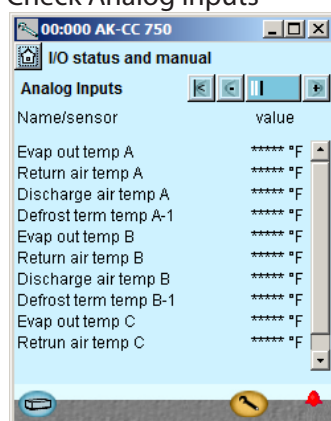 Check Analog Inputs
00:000 AK-CC 750
I/O status and manual
Analog Inputs
Name/sensor value
Evap out temp A ***** °F
Return air temp A ***** °F
Discharge air temp A ***** °F
Defrost term temp A-1 ***** °F
Evap out temp B ***** °F
Return air temp B ***** °F
Discharge air temp B ***** °F
Defrost term temp B-1 ***** °F
Evap out temp C ***** °F
Retrun air temp C ***** °F